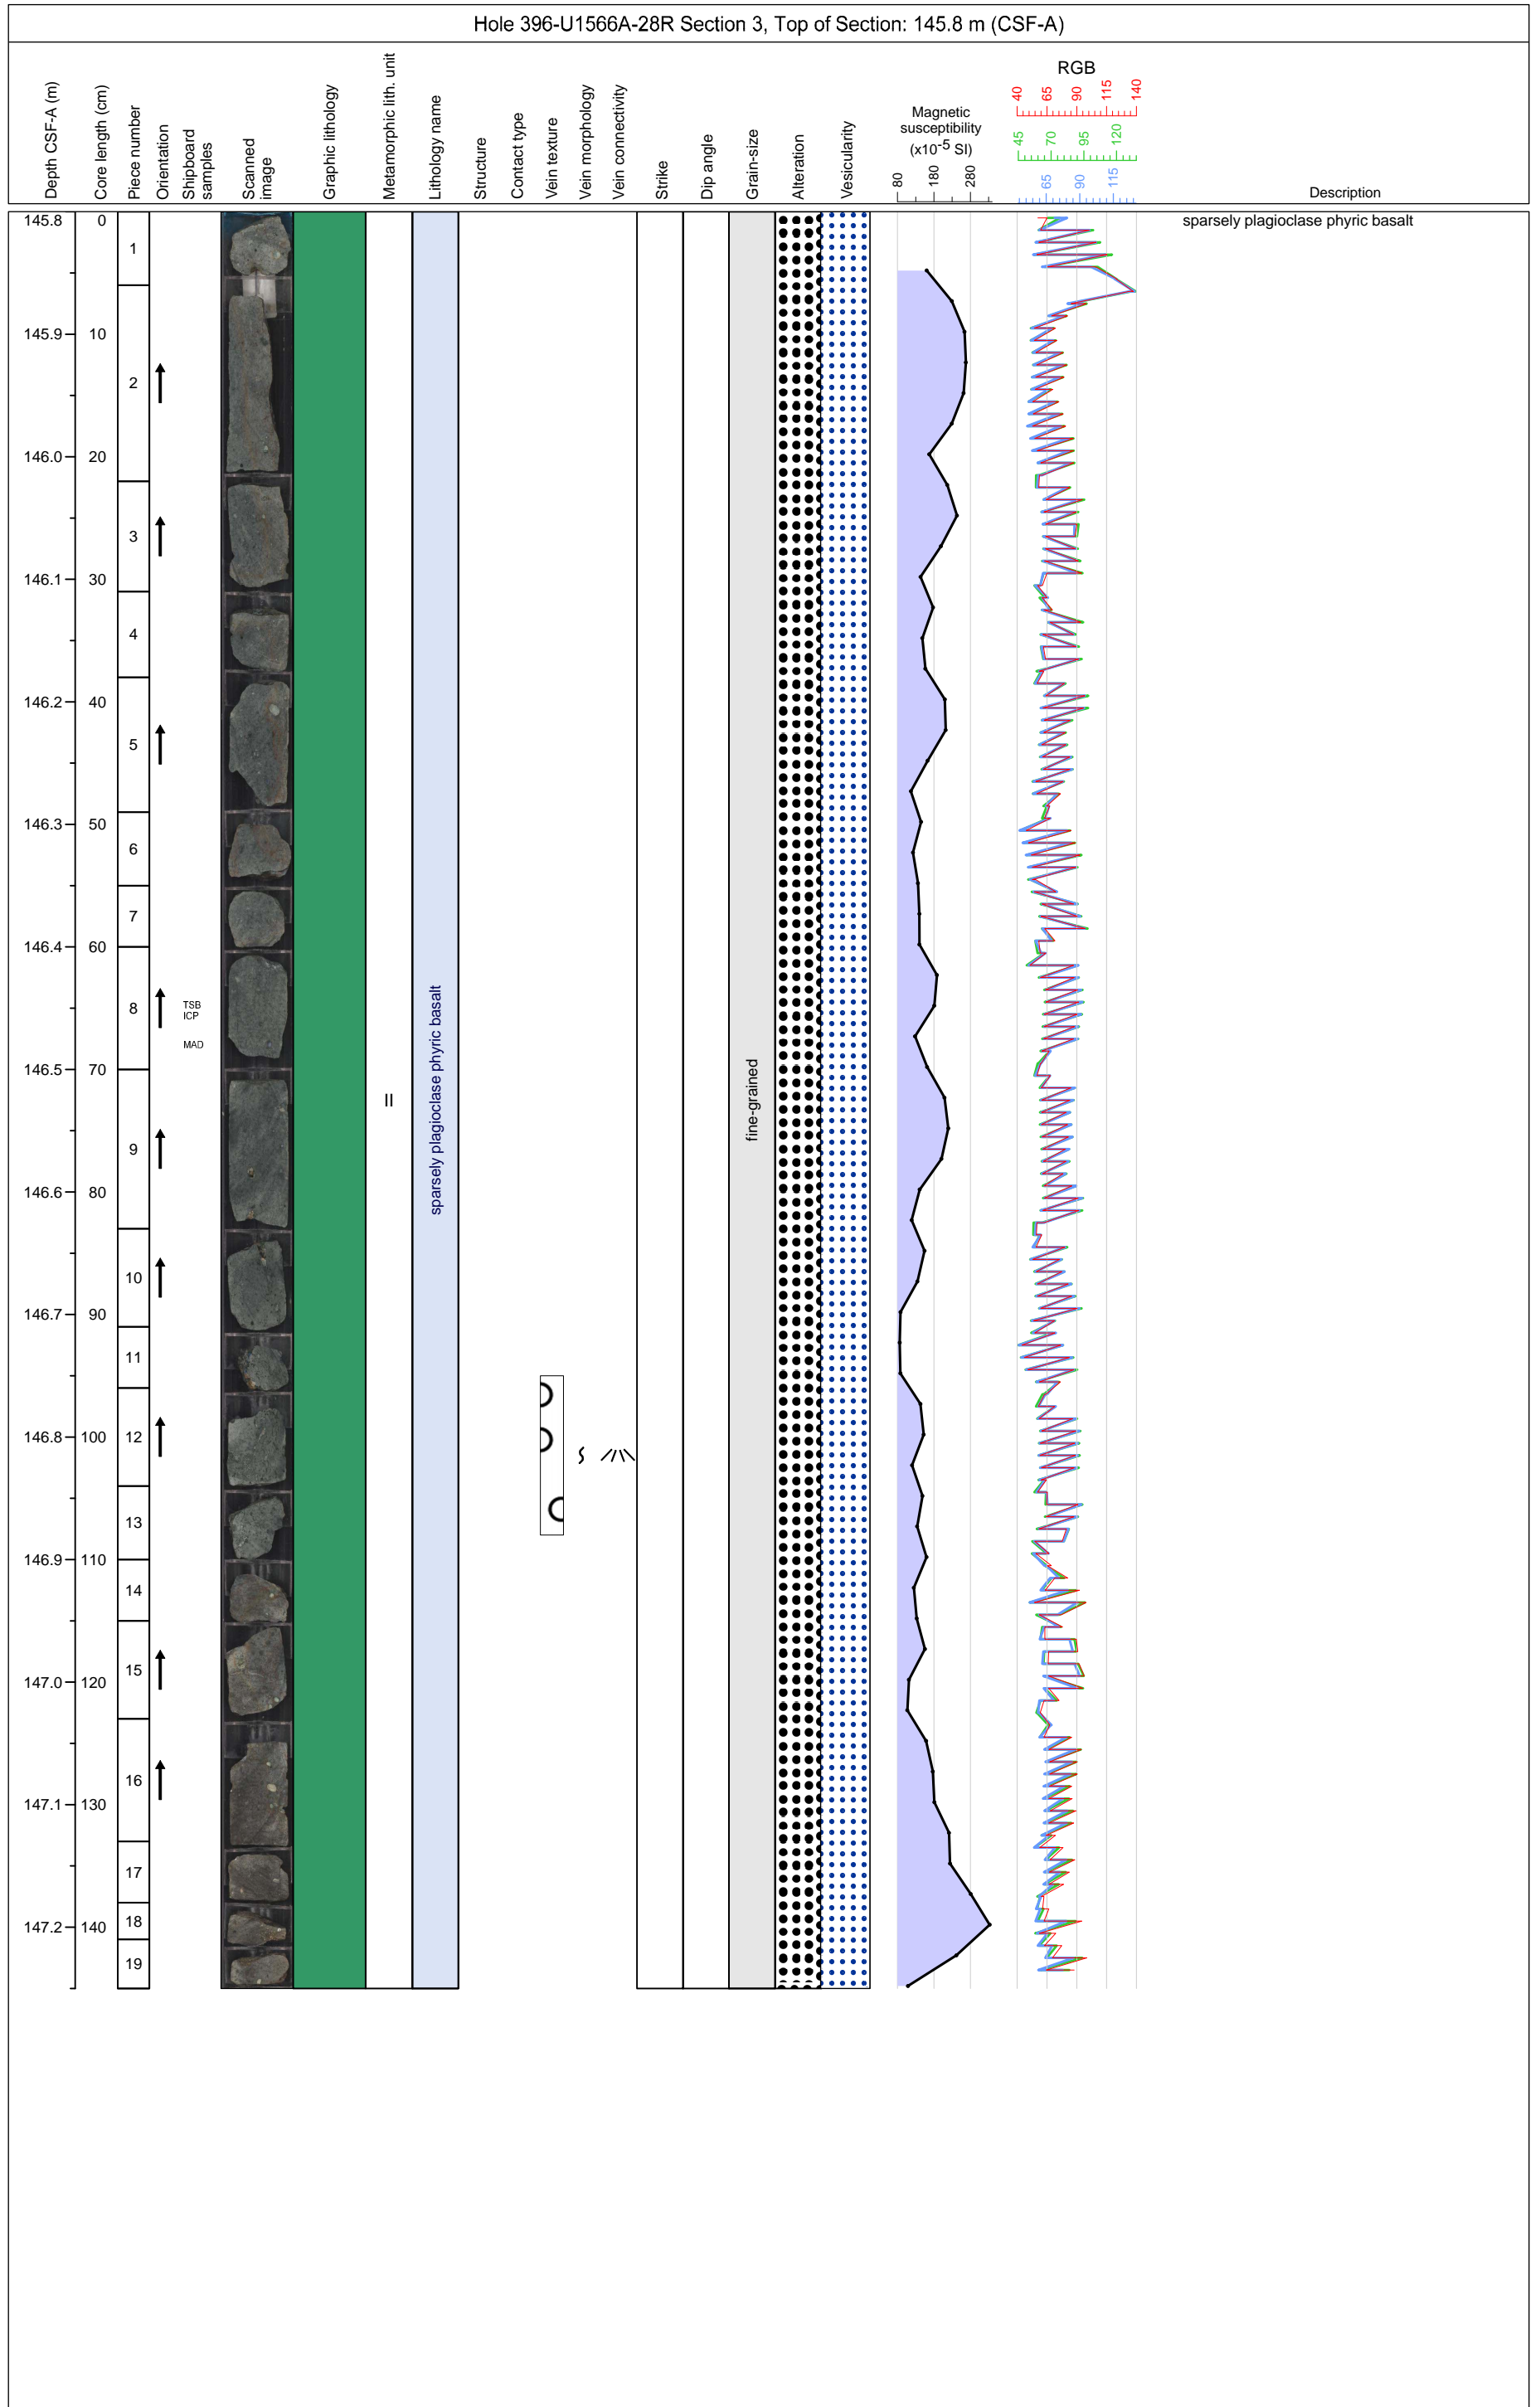 Hole 396-U1566A-28R Section 3, Top of Section: 145.8 m (CSF-A)
Depth CSF-A (m)
Core length (cm)
Piece number
Orientation
Shipboard
samples
Scanned
image
Graphic lithology
Metamorphic lith. unit
Lithology name
Structure
Contact type
Vein texture
Vein morphology
Vein connectivity
Strike
Dip angle
Grain-size
Alteration
Vesicularity
Magnetic
susceptibility
(x10-5 SI)
80
180
280
RGB
40
65
90
115
140
45
70
95
120
65
90
115
Description
145.8
0
1
sparsely plagioclase phyric basalt
145.9
10
2
146.0
20
3
146.1
30
4
146.2
40
5
146.3
50
6
7
146.4
60
8
TSB
ICP
MAD
146.5
70
II
sparsely plagioclase phyric basalt
fine-grained
9
146.6
80
10
146.7
90
11
146.8
100
12
13
146.9
110
14
15
147.0
120
16
147.1
130
17
147.2
140
18
19